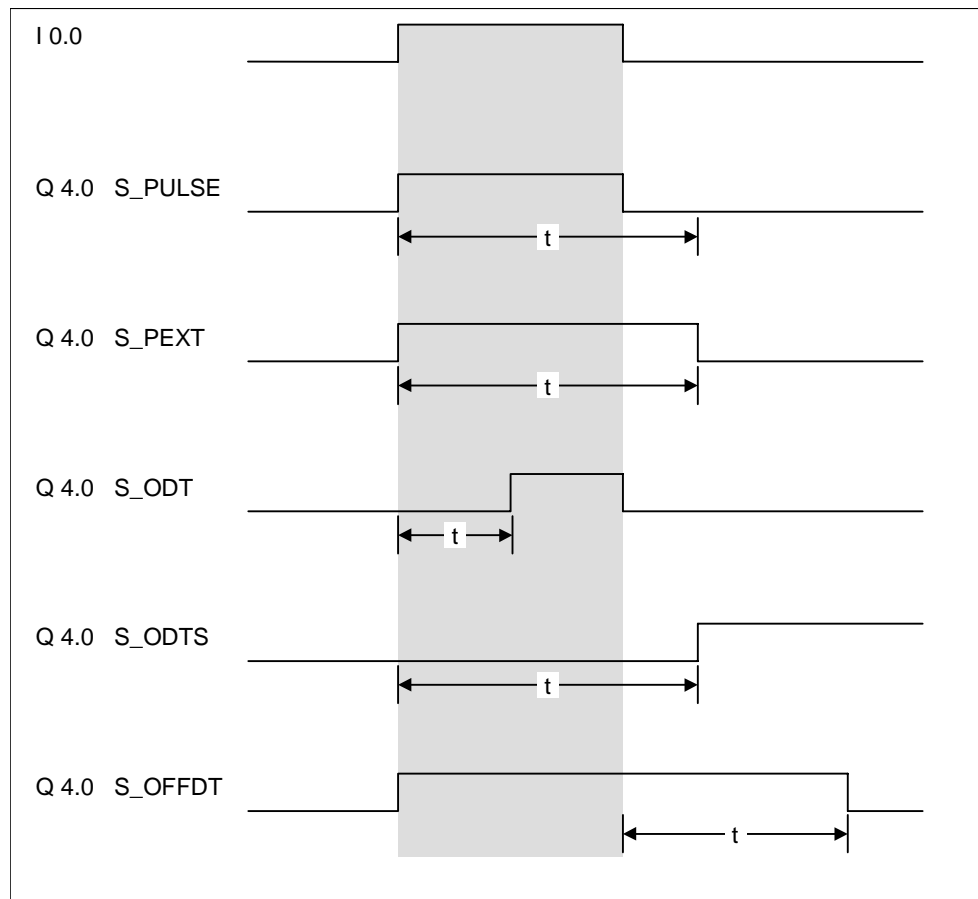 I 0.0
Q 4.0 S_PULSE
t
Q 4.0 S_PEXT
t
Q 4.0 S_ODT
t
Q 4.0 S_ODTS
t
Q 4.0 S_OFFDT
t